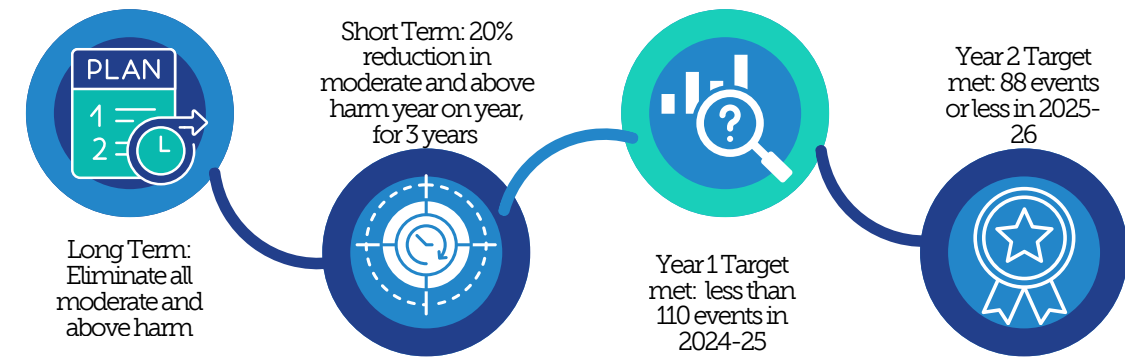 PLAN
1
2
Long Term:
Eliminate all
moderate and
above harm
Short Term: 20%
reduction in
moderate and above
harm year on year,
for 3 years
?
Year 1 Target
met: less than
110 events in
2024-25
Year 2 Target
met: 88 events
or less in 2025-
26